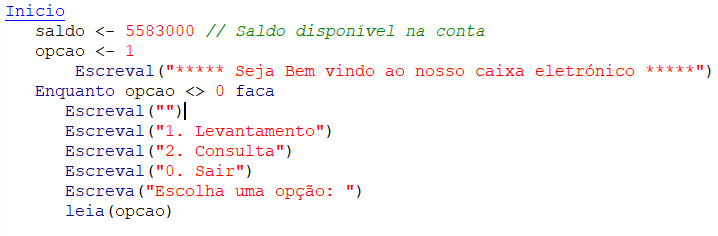 Inicio
saldo <- 5583000 // Saldo disponível na conta
opcao <- 1
Escreval("***** Seja Bem vindo ao nosso caixa eletrónico *****")
Enquanto opcao <> 0 faca
Escreval("")
Escreval("1. Levantamento")
Escreval("2. Consulta")
Escreval("0. Sair")
Escreva("Escolha uma opção: ")
leia(opcao)